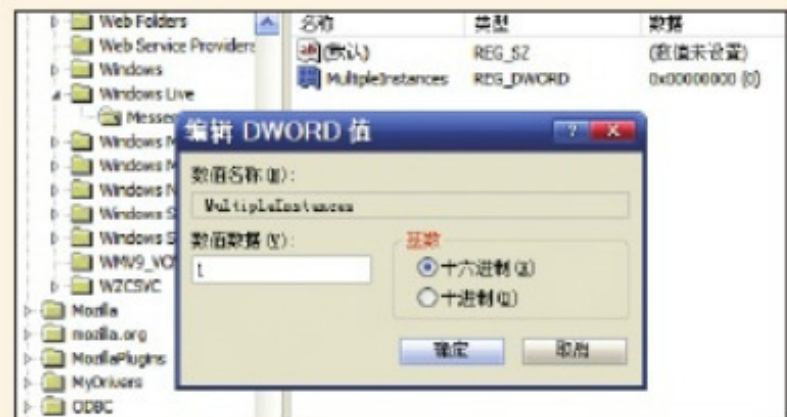 Web Folders
Web Service Providers
Windows
Windows Live
Messen
Windows M
Windows M
Windows N
Windows S
Windows S
WMV9_VC
WZCSVC
Mozilla
mozilla.org
MozillaPlugins
MyDrivers
ODBC
名称 类型 数据
(默认) REG_SZ (数值未设置)
MultipleInstances REG_DWORD 0x00000000 (0)
编辑 DWORD 值
数值名称(N):
MultipleInstances
数值数据(V):
1
基数
十六进制(X)
十进制(D)
确定 取消